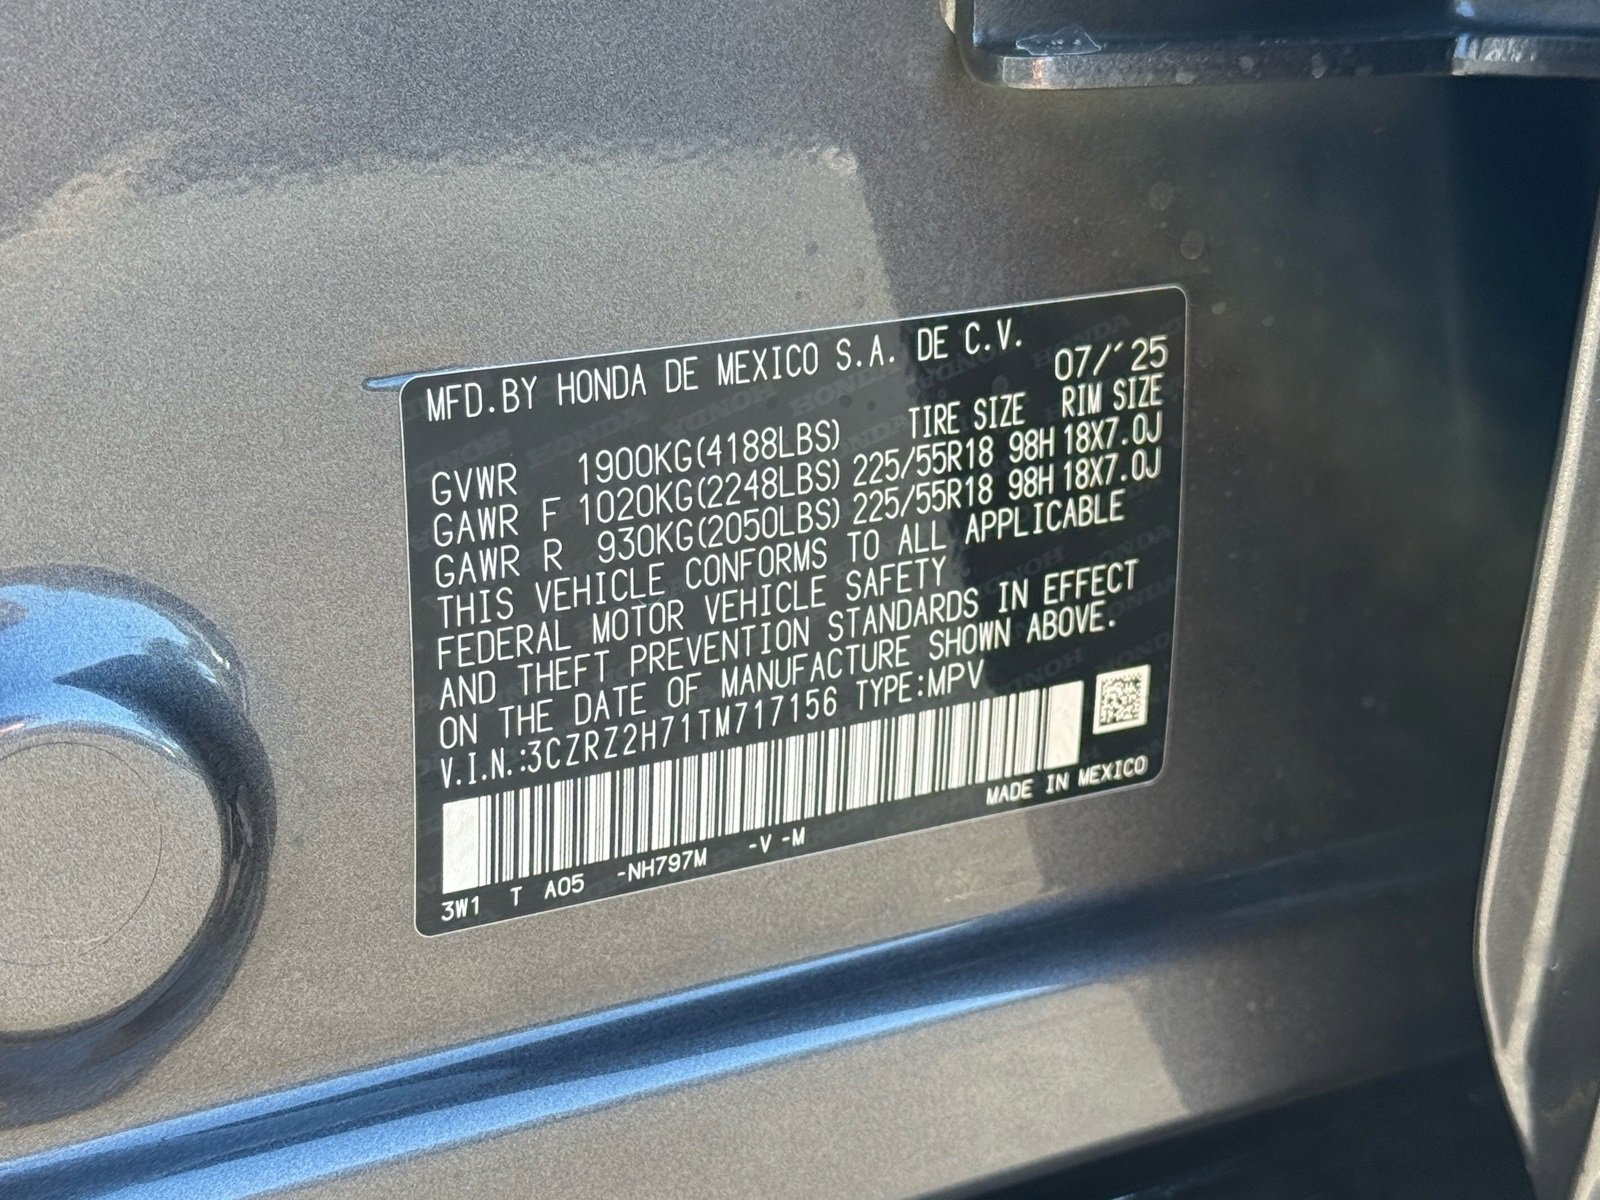 MFD.BY HONDA DE MEXICO S.A. DE C.V.
07/´25
TIRE SIZE RIM SIZE
GVWR 1900KG(4188LBS)
GAWR F 1020KG(2248LBS) 225/55R18 98H 18X7.0J
GAWR R 930KG(2050LBS) 225/55R18 98H 18X7.0J
THIS VEHICLE CONFORMS TO ALL APPLICABLE
FEDERAL MOTOR VEHICLE SAFETY
AND THEFT PREVENTION STANDARDS IN EFFECT
ON THE DATE OF MANUFACTURE SHOWN ABOVE.
V.I.N.:3CZRZ2H71TM717156 TYPE:MPV
MADE IN MEXICO
3W1 T A05 -NH797M -V -M